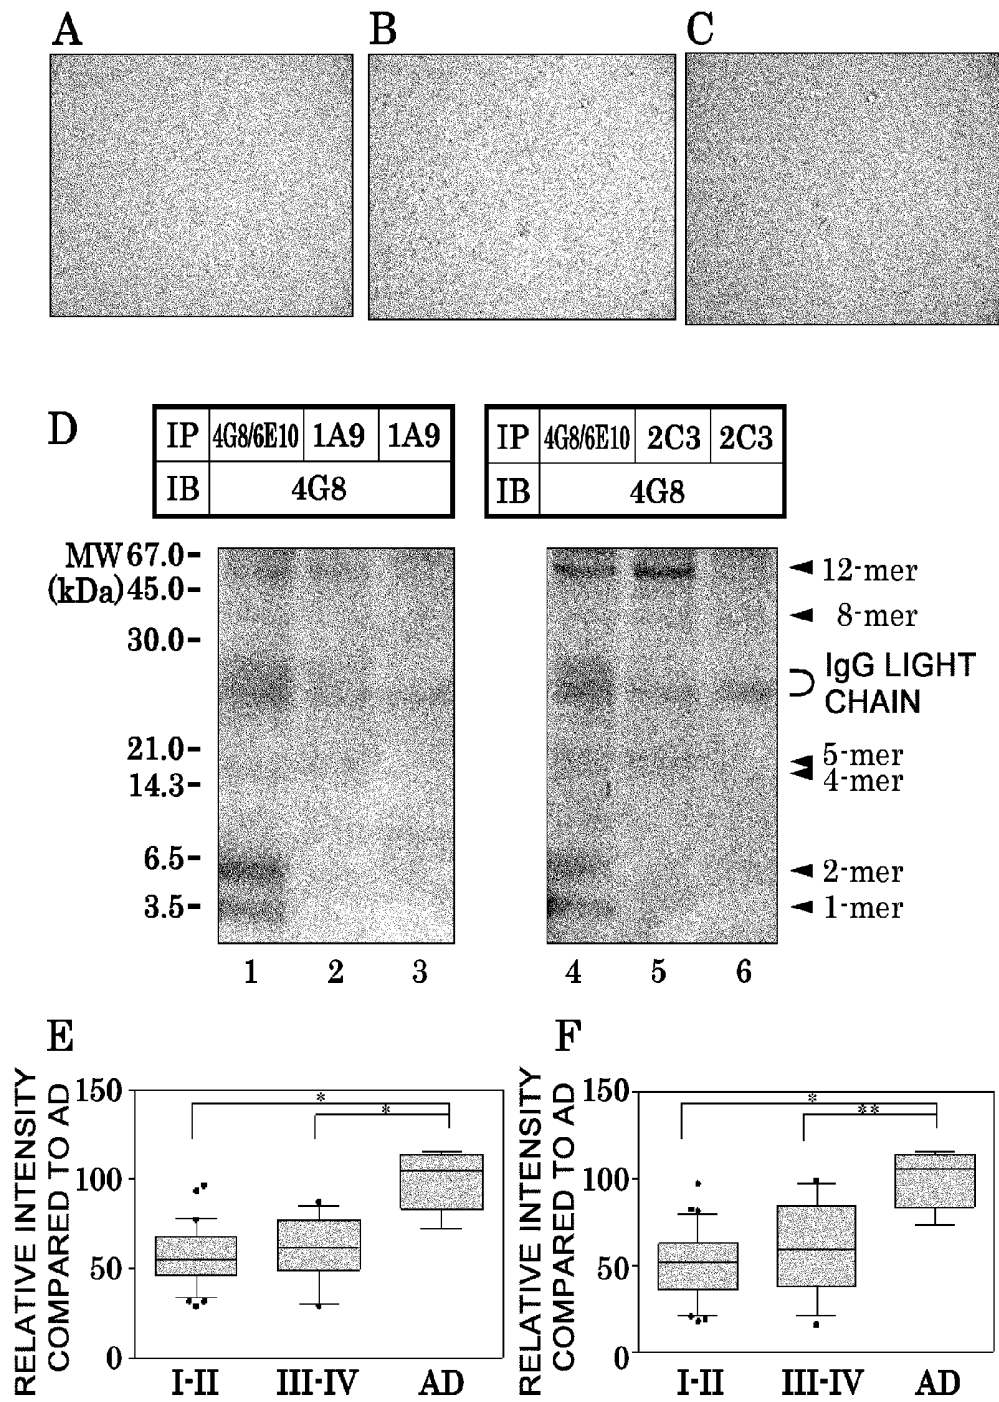 A B C
D
IP 4G8/6E10 1A9 1A9
IB 4G8
IP 4G8/6E10 2C3 2C3
IB 4G8
MW 67.0
(kDa) 45.0
30.0
21.0
14.3
6.5
3.5
12-mer
8-mer
IgG LIGHT
CHAIN
5-mer
4-mer
2-mer
1-mer
1 2 3
4 5 6
E
RELATIVE INTENSITY
COMPARED TO AD
150
100
50
0
* 
*
I-II III-IV AD
F
RELATIVE INTENSITY
COMPARED TO AD
150
100
50
0
*
**
I-II III-IV AD